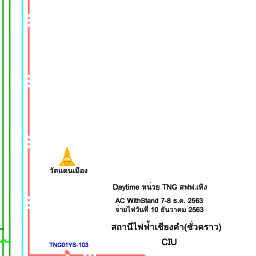 วัดแดนเมือง
Daytime หน่วย TNG สฟฟ.เทิง
AC WithStand 7-8 ธ.ค. 2563
จ่ายไฟวันที่ 10 ธันวาคม 2563
สถานีไฟฟ้าเชียงคำ(ชั่วคราว)
CIU
TNG01YS-103